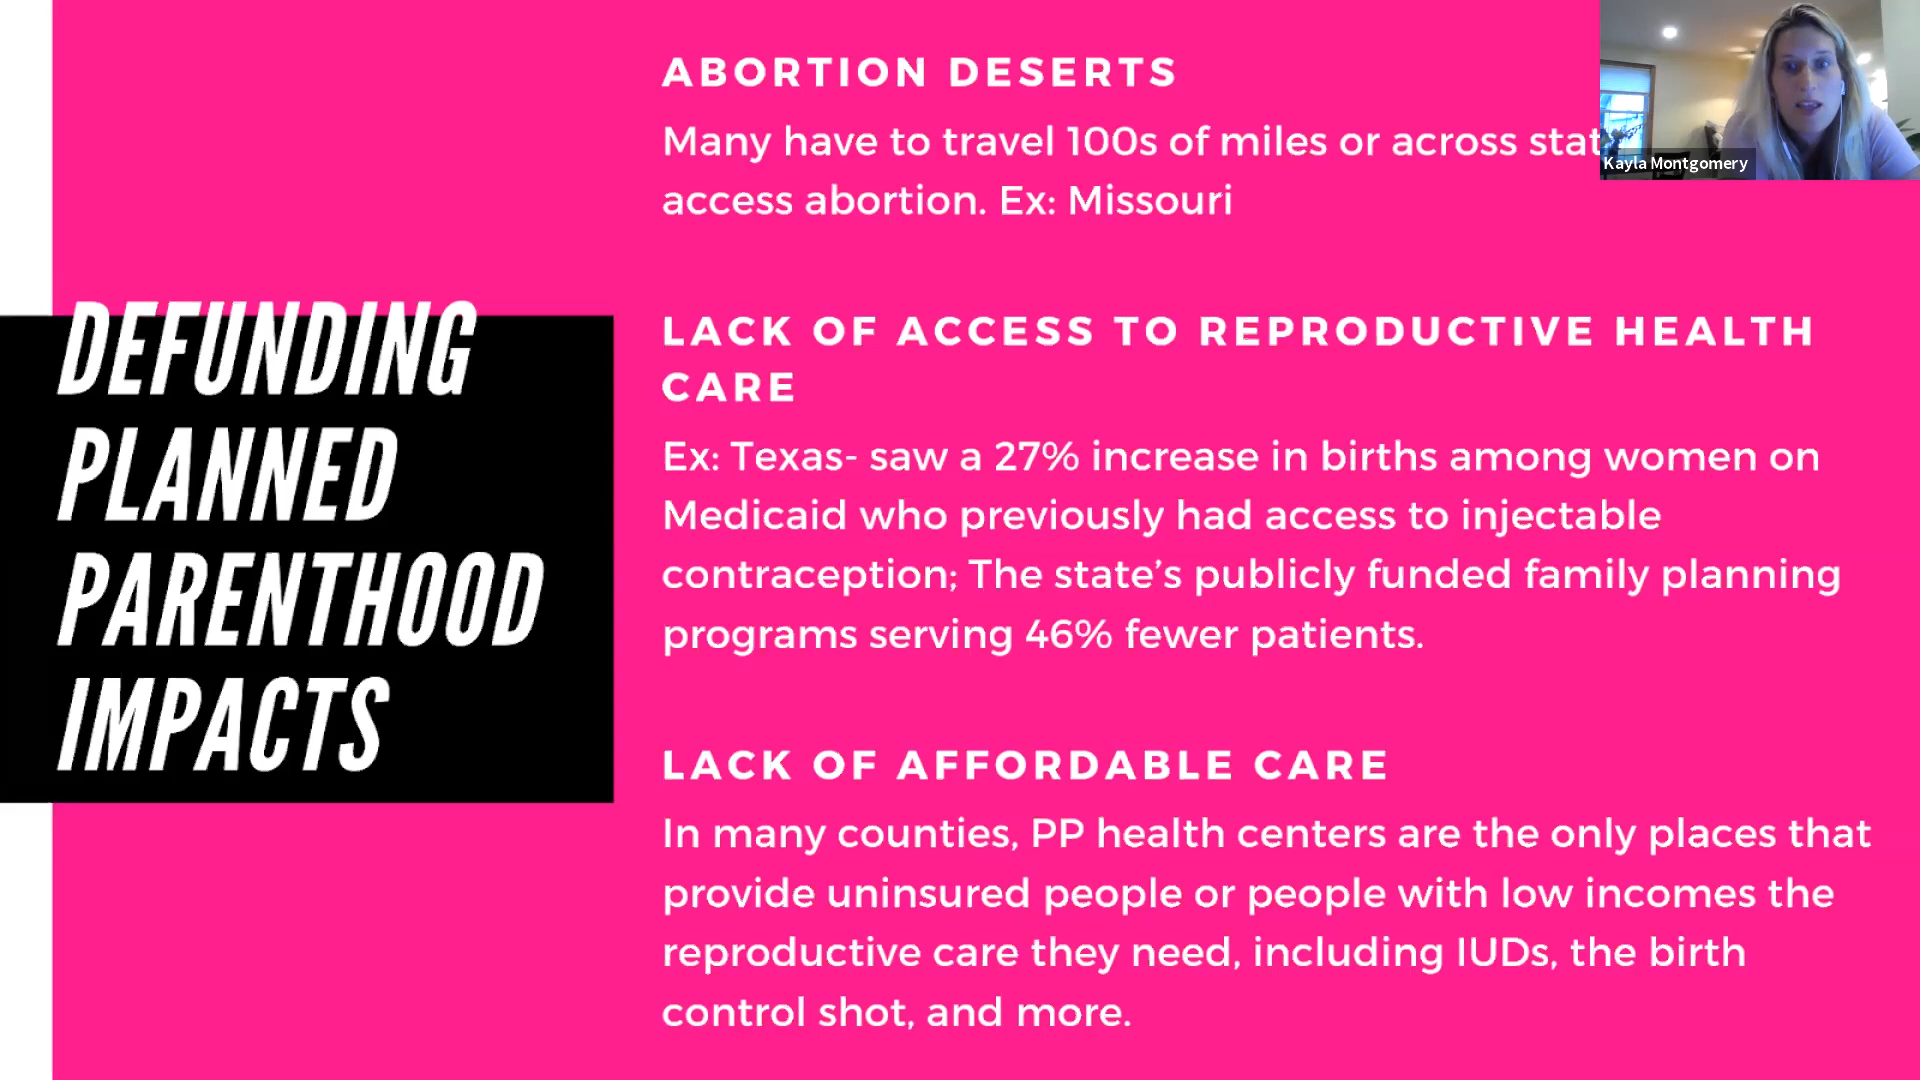 ABORTION DESERTS
Many have to travel 100s of miles or across
access abortion. Ex: Missouri
Kayla Montgomery
DEFUNDING
PLANNED
PARENTHOOD
IMPACTS
LACK OF ACCESS TO REPRODUCTIVE HEALTH
CARE
Ex: Texas- saw a 27% increase in births among women on
Medicaid who previously had access to injectable
contraception; The state’s publicly funded family planning
programs serving 46% fewer patients.
LACK OF AFFORDABLE CARE
In many counties, PP health centers are the only places that
provide uninsured people or people with low incomes the
reproductive care they need, including IUDs, the birth
control shot, and more.